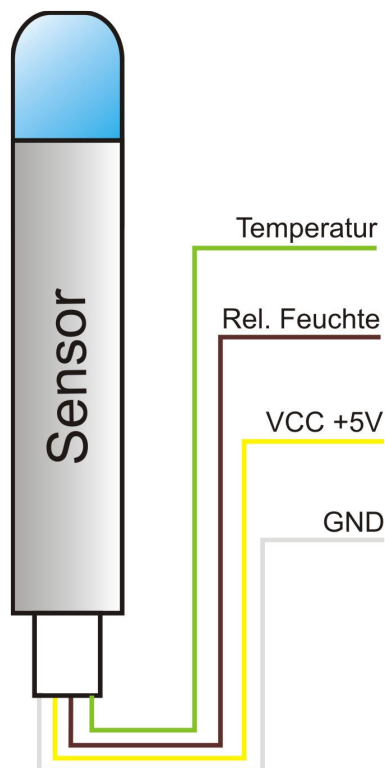 Temperatur
Rel. Feuchte
Sensor
VCC +5V
GND